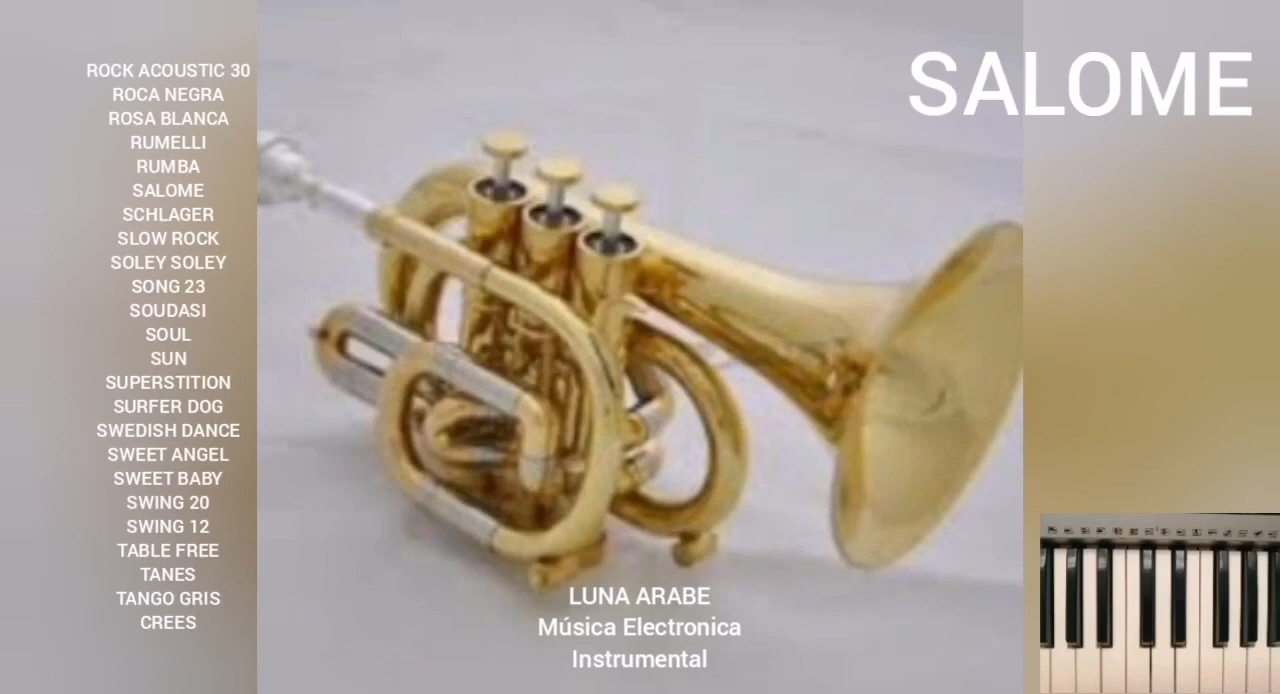 ROCK ACOUSTIC 30
ROCA NEGRA
ROSA BLANCA
RUMELLI
RUMBA
SALOME
SCHLAGER
SLOW ROCK
SOLEY SOLEY
SONG 23
SOUDASI
SOUL
SUN
SUPERSTITION
SURFER DOG
SWEDISH DANCE
SWEET ANGEL
SWEET BABY
SWING 20
SWING 12
TABLE FREE
TANES
TANGO GRIS
CREES
SALOME
LUNA ARABE
Música Electronica
Instrumental